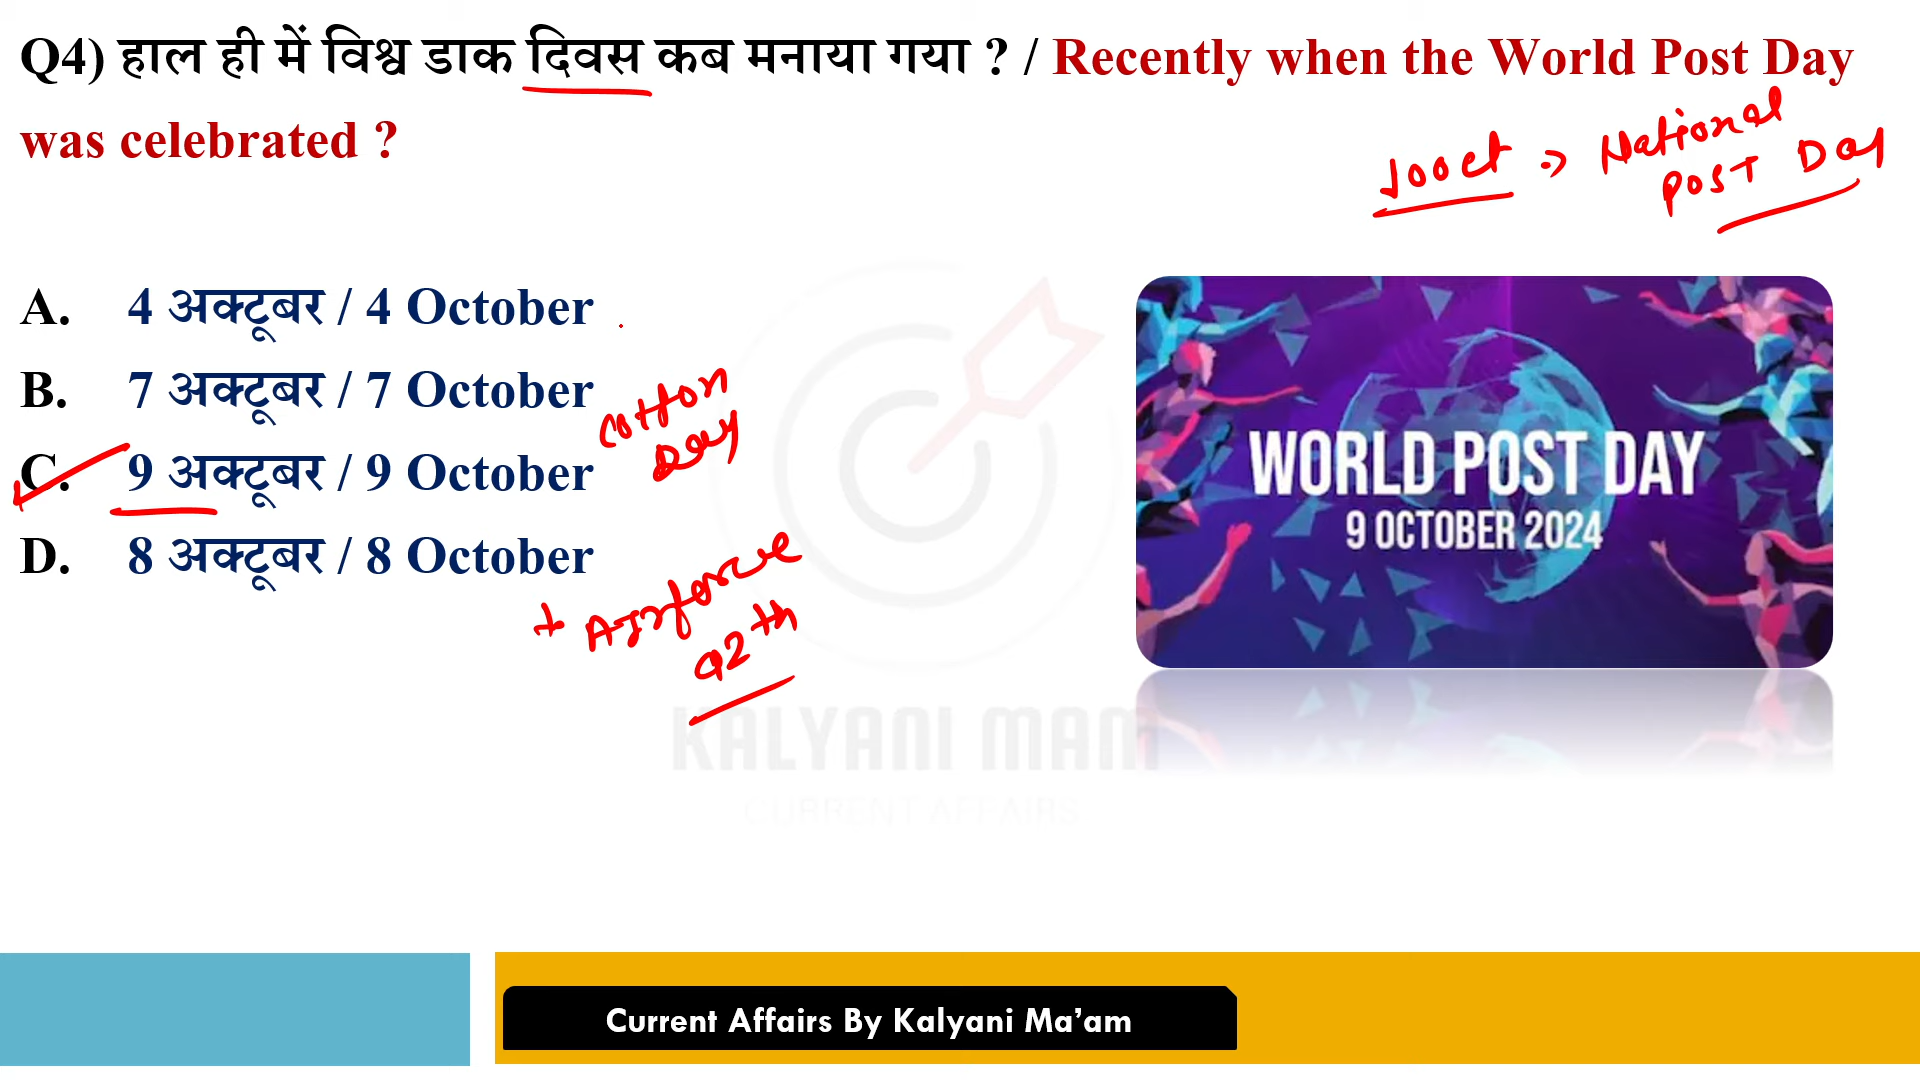 Q4) हाल ही में विश्व डाक दिवस कब मनाया गया ? / Recently when the World Post Day
was celebrated ?
10 oct => National
Post Day
A. 4 अक्टूबर / 4 October
B. 7 अक्टूबर / 7 October
cotton
Day
C. 9 अक्टूबर / 9 October
D. 8 अक्टूबर / 8 October
+ Airforce
92th
WORLD POST DAY
9 OCTOBER 2024
KALYANI MAM
CURRENT AFFAIRS
Current Affairs By Kalyani Ma’am